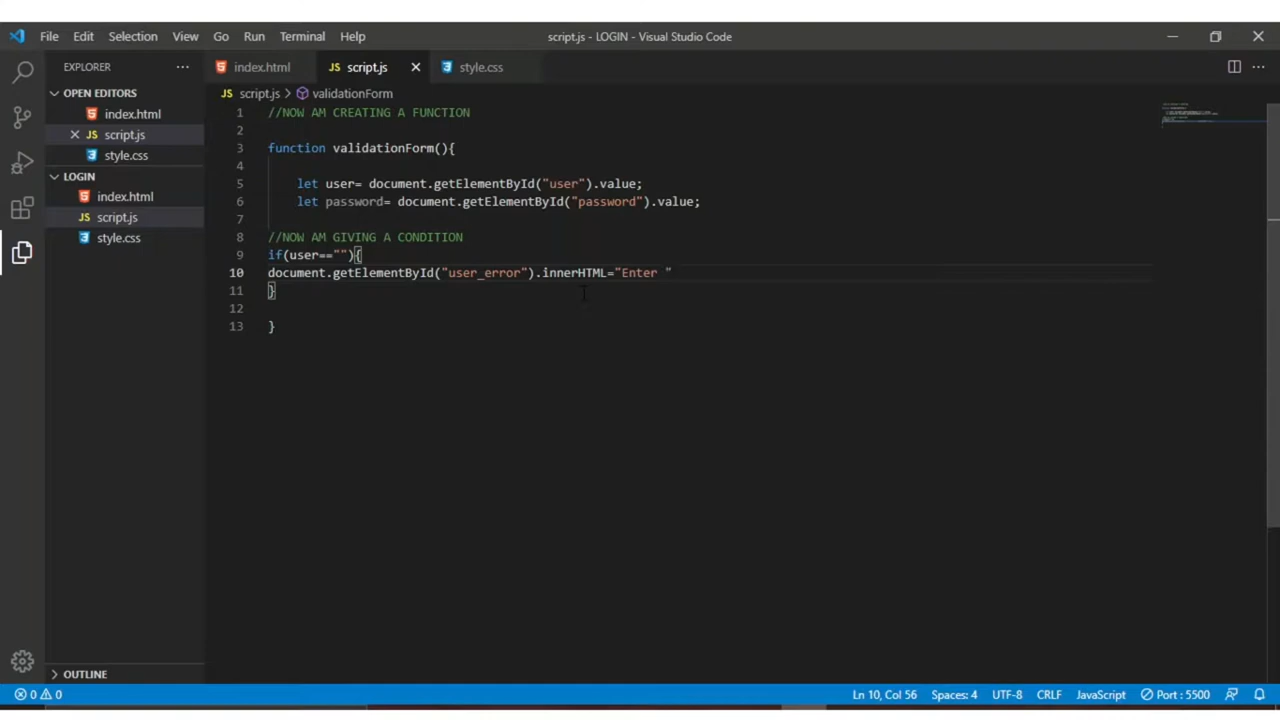 File Edit Selection View Go Run Terminal Help script.js - LOGIN - Visual Studio Code
EXPLORER
OPEN EDITORS
index.html
script.js
style.css
LOGIN
index.html
script.js
style.css
OUTLINE
index.html JS script.js style.css
JS script.js > validationForm
1 //NOW AM CREATING A FUNCTION
2
3 function validationForm(){
4
5 let user= document.getElementById("user").value;
6 let password= document.getElementById("password").value;
7
8 //NOW AM GIVING A CONDITION
9 if(user==""){
10 document.getElementById("user_error").innerHTML="Enter "
11 }
12
13 }
0 0 Ln 10, Col 56 Spaces: 4 UTF-8 CRLF JavaScript Port : 5500